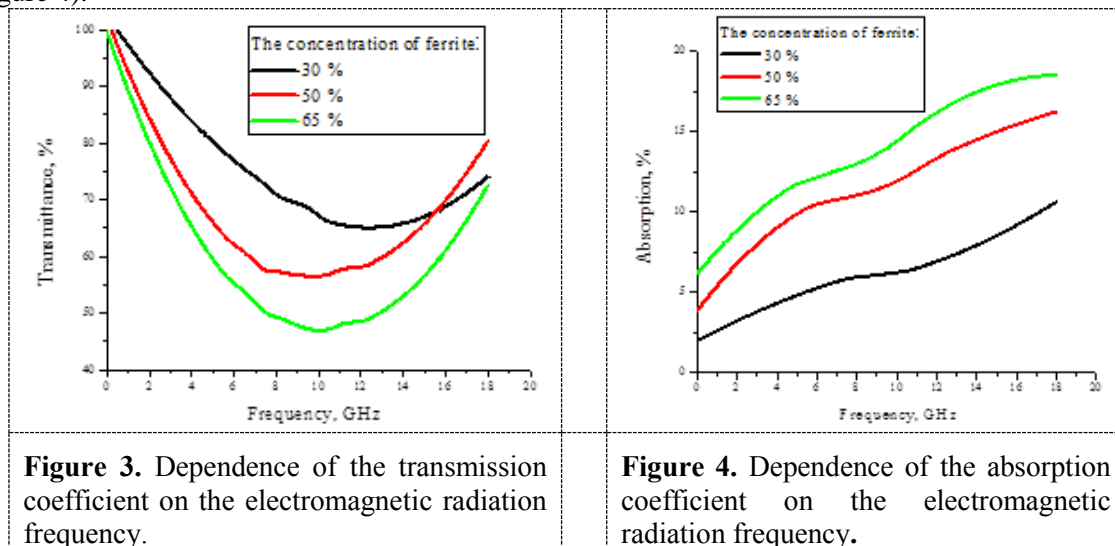 gure 4).
100
90
80
70
60
50
40
Transmittance, %
The concentration of ferrite:
30 %
50 %
65 %
0 2 4 6 8 10 12 14 16 18 20
Frequency, GHz
20
15
10
5
0
Absorption, %
The concentration of ferrite:
30 %
50 %
65 %
0 2 4 6 8 10 12 14 16 18 20
Frequency, GHz
Figure 3. Dependence of the transmission
coefficient on the electromagnetic radiation
frequency.
Figure 4. Dependence of the absorption
coefficient on the electromagnetic
radiation frequency.